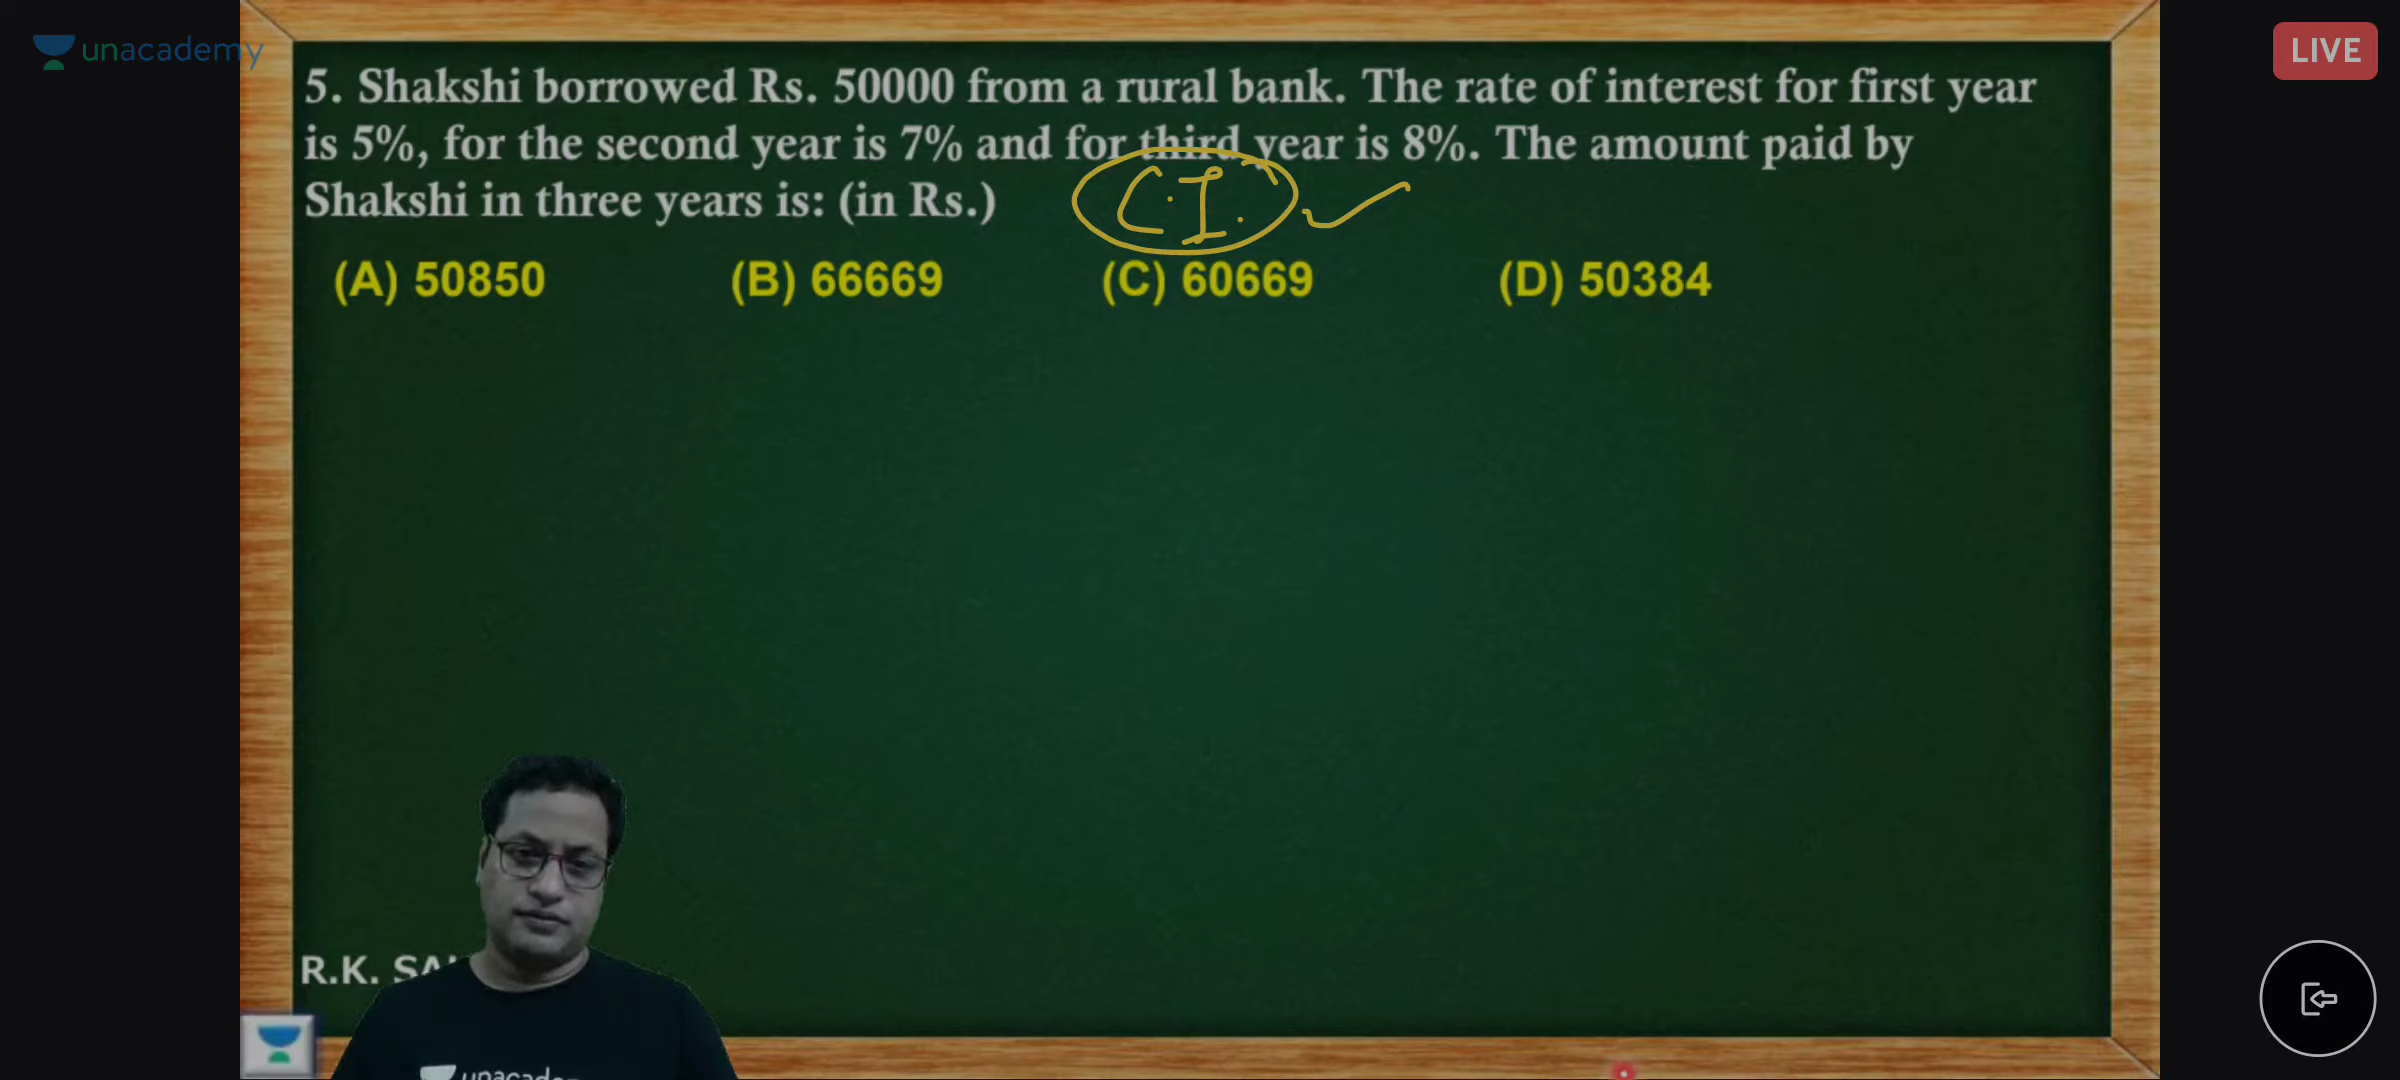 unacademy
LIVE
5. Shakshi borrowed Rs. 50000 from a rural bank. The rate of interest for first year
is 5%, for the second year is 7% and for third year is 8%. The amount paid by
Shakshi in three years is: (in Rs.)
C.I.
(A) 50850 (B) 66669 (C) 60669 (D) 50384
R.K.